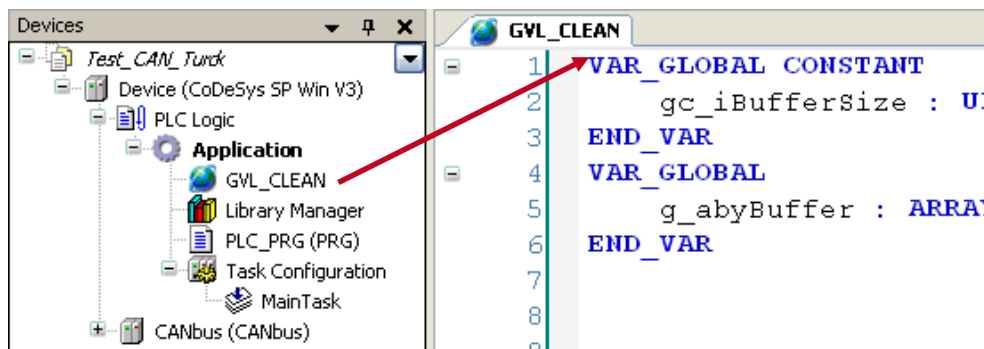 Devices
Test_CAN_Turck
Device (CoDeSys SP Win V3)
PLC Logic
Application
GVL_CLEAN
Library Manager
PLC_PRG (PRG)
Task Configuration
MainTask
CANbus (CANbus)
GVL_CLEAN
1 VAR_GLOBAL CONSTANT
2 gc_iBufferSize :
3 END_VAR
4 VAR_GLOBAL
5 g_abyBuffer : ARRAY
6 END_VAR
7
8